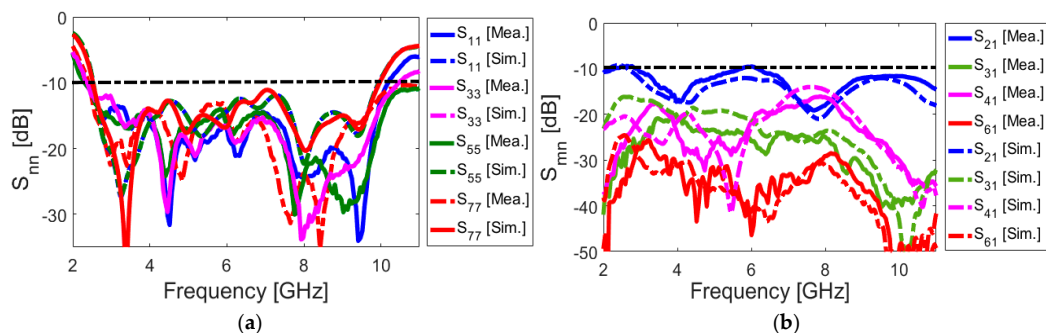 0
-10
-20
-30
S_nn [dB]
2
4
6
8
10
Frequency [GHz]
(a)
S_11 [Mea.]
S_11 [Sim.]
S_33 [Mea.]
S_33 [Sim.]
S_55 [Mea.]
S_55 [Sim.]
S_77 [Mea.]
S_77 [Sim.]
0
-10
-20
-30
-40
-50
S_mn [dB]
2
4
6
8
10
Frequency [GHz]
(b)
S_21 [Mea.]
S_31 [Mea.]
S_41 [Mea.]
S_61 [Mea.]
S_21 [Sim.]
S_31 [Sim.]
S_41 [Sim.]
S_61 [Sim.]